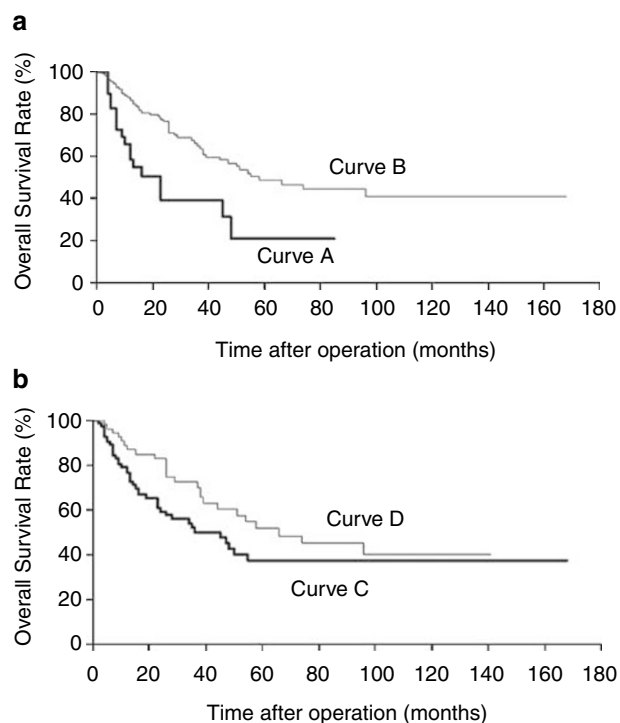 a
Overall Survival Rate (%)
100
80
60
40
20
0
Curve B
Curve A
0 20 40 60 80 100 120 140 160 180
Time after operation (months)
b
Overall Survival Rate (%)
100
80
60
40
20
0
Curve D
Curve C
0 20 40 60 80 100 120 140 160 180
Time after operation (months)